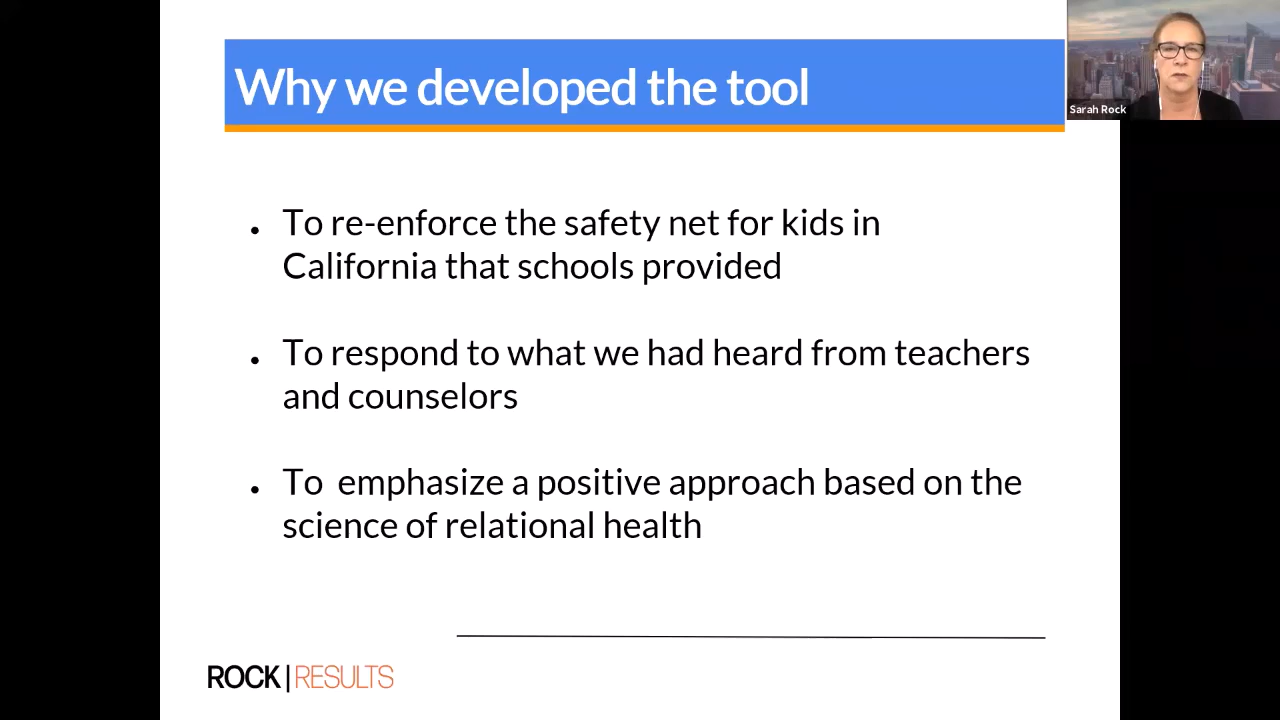 Why we developed the tool
Sarah Rock
• To re-enforce the safety net for kids in
California that schools provided
• To respond to what we had heard from teachers
and counselors
• To  emphasize a positive approach based on the
science of relational health
ROCK|RESULTS